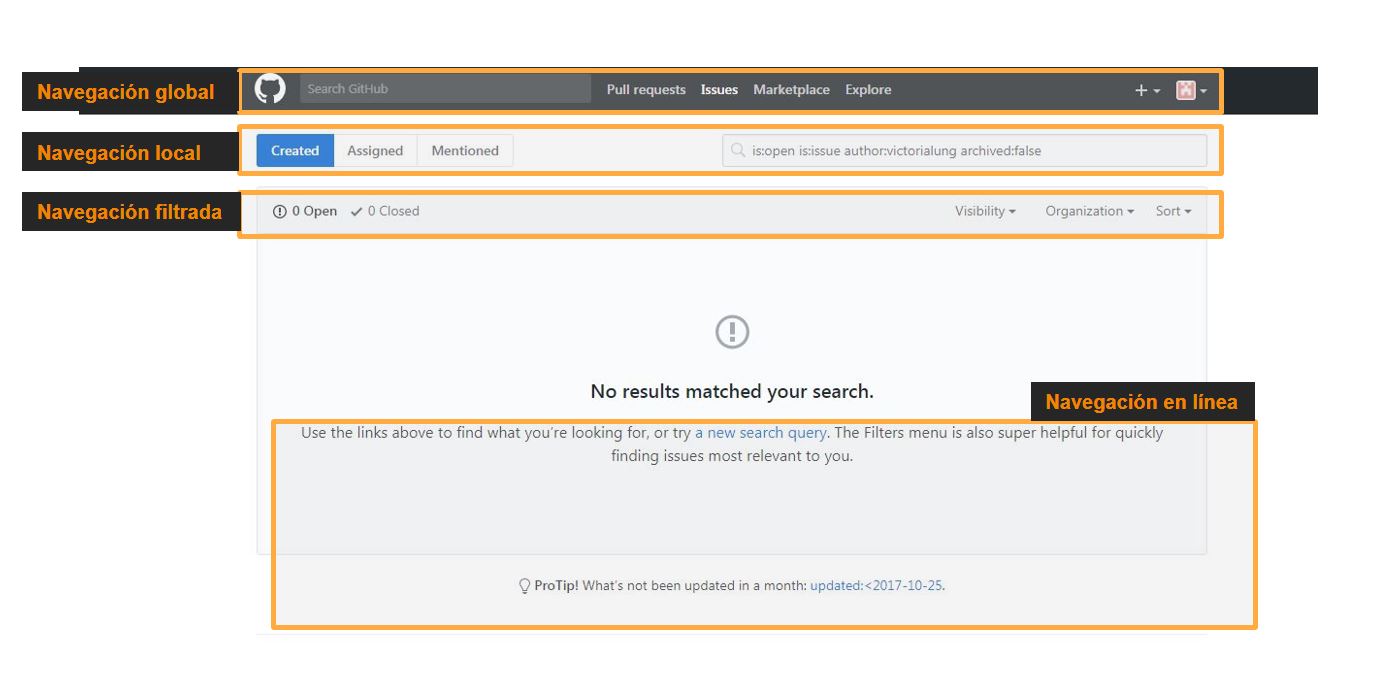 Navegación global
Search GitHub
Pull requests Issues Marketplace Explore
Navegación local
Created Assigned Mentioned
is:open is:issue author:victorialung archived:false
Navegación filtrada
0 Open 0 Closed
Visibility Organization Sort
No results matched your search.
Navegación en línea
Use the links above to find what you're looking for, or try a new search query. The Filters menu is also super helpful for quickly
finding issues most relevant to you.
ProTip! What's not been updated in a month: updated:<2017-10-25.